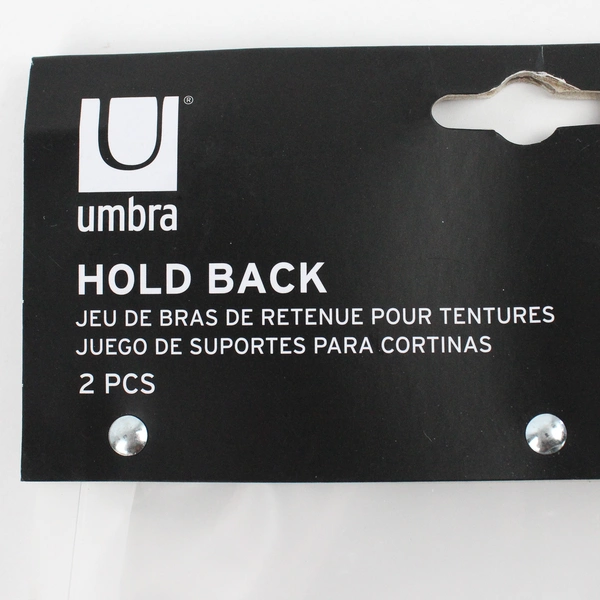 U®
umbra
HOLD BACK
JEU DE BRAS DE RETENUE POUR TENTURES
JUEGO DE SUPORTES PARA CORTINAS
2 PCS